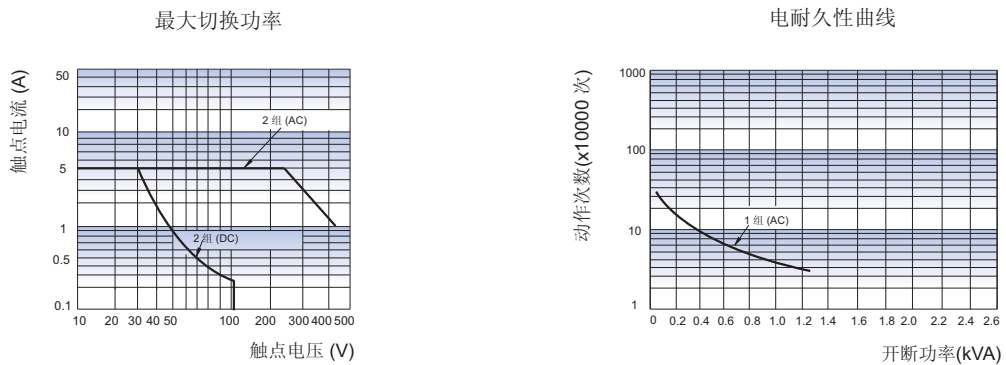 最大切换功率
触点电流 (A)
50
10
5
1
0.5
0.1
2 组 (AC)
2 组 (DC)
10 20 30 40 50 100 200 300 400 500
触点电压 (V)
电耐久性曲线
动作次数(x10000 次)
1000
100
10
1
1 组 (AC)
0 0.2 0.4 0.6 0.8 1.0 1.2 1.4 1.6 1.8 2.0 2.2 2.4 2.6
开断功率(kVA)